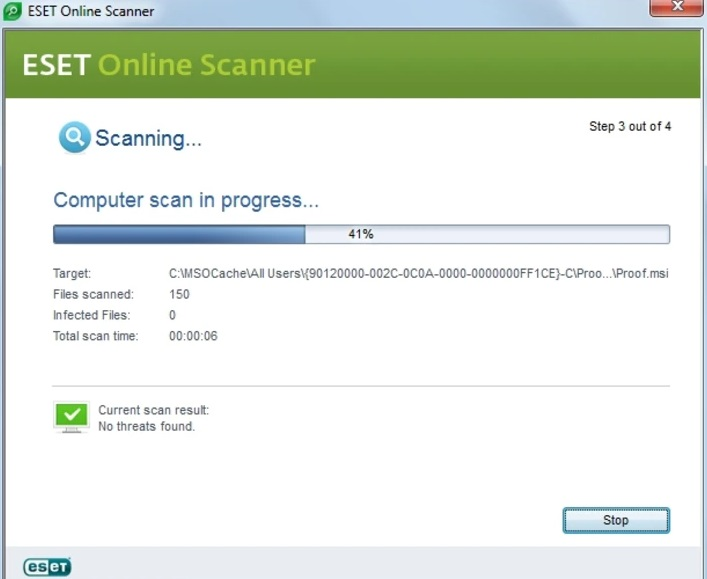 ESET Online Scanner
ESET Online Scanner
Scanning...
Step 3 out of 4
Computer scan in progress...
41%
Target: C:\MSOCache\All Users\{90120000-002C-0C0A-0000-0000000FF1CE}-C\Proo...\Proof.msi
Files scanned: 150
Infected Files: 0
Total scan time: 00:00:06
Current scan result:
No threats found.
Stop
eseT